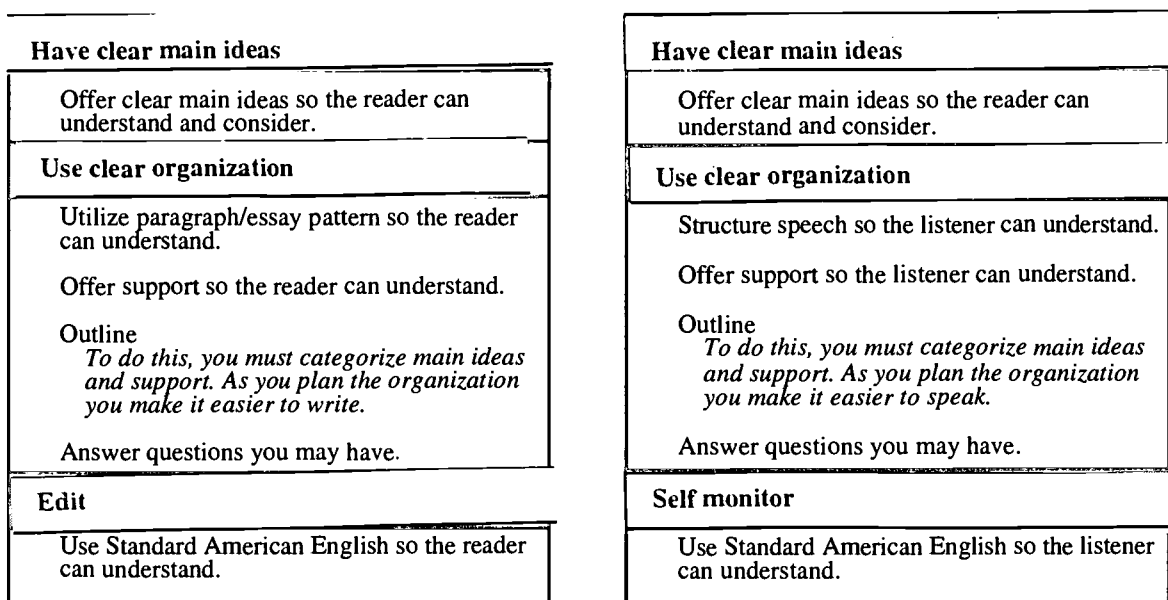 Have clear main ideas
Offer clear main ideas so the reader can
understand and consider.
Use clear organization
Utilize paragraph/essay pattern so the reader
can understand.
Offer support so the reader can understand.
Outline
To do this, you must categorize main ideas
and support. As you plan the organization
you make it easier to write.
Answer questions you may have.
Edit
Use Standard American English so the reader
can understand.
Have clear main ideas
Offer clear main ideas so the reader can
understand and consider.
Use clear organization
Structure speech so the listener can understand.
Offer support so the listener can understand.
Outline
To do this, you must categorize main ideas
and support. As you plan the organization
you make it easier to speak.
Answer questions you may have.
Self monitor
Use Standard American English so the listener
can understand.